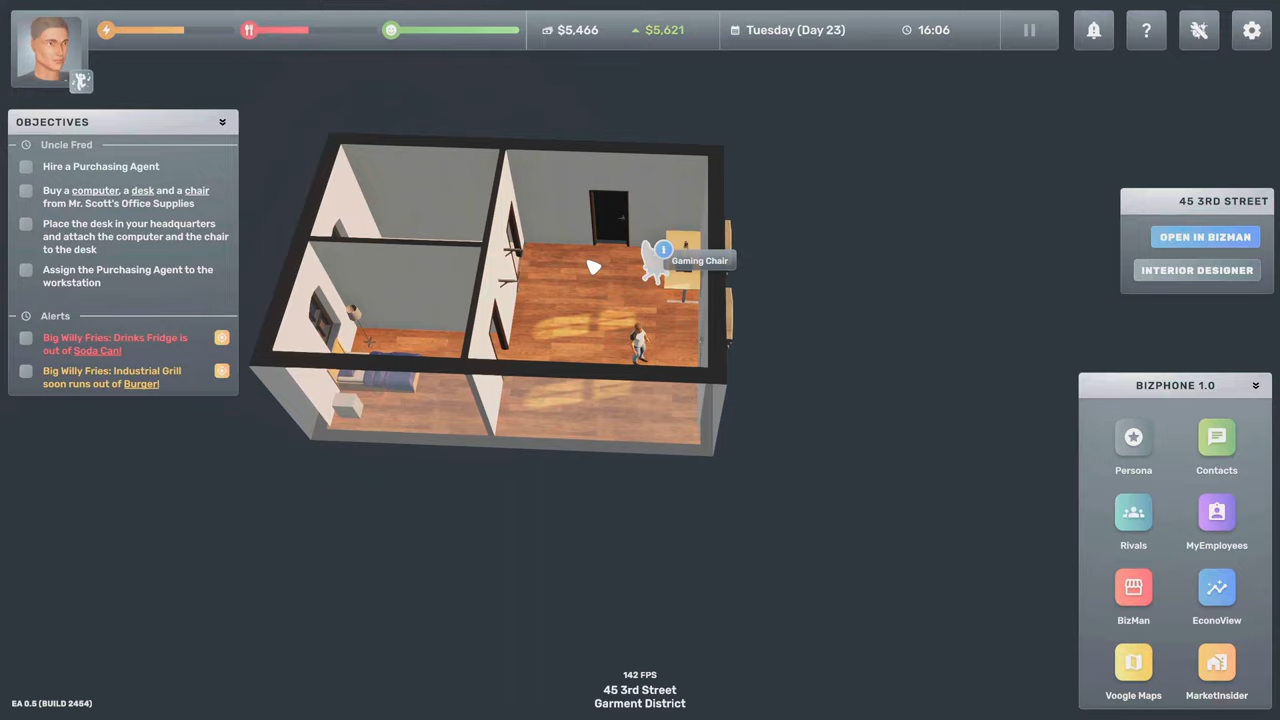 $5,466
$5,621
Tuesday (Day 23)
16:06
OBJECTIVES
Uncle Fred
Hire a Purchasing Agent
Buy a computer, a desk and a chair
from Mr. Scott's Office Supplies
Place the desk in your headquarters
and attach the computer and the chair
to the desk
Assign the Purchasing Agent to the
workstation
Alerts
Big Willy Fries: Drinks Fridge is
out of Soda Can!
Big Willy Fries: Industrial Grill
soon runs out of Burger!
Gaming Chair
45 3RD STREET
OPEN IN BIZMAN
INTERIOR DESIGNER
BIZPHONE 1.0
Persona
Contacts
Rivals
MyEmployees
BizMan
EconoView
Voogle Maps
MarketInsider
142 FPS
45 3rd Street
Garment District
EA 0.5 (BUILD 2454)